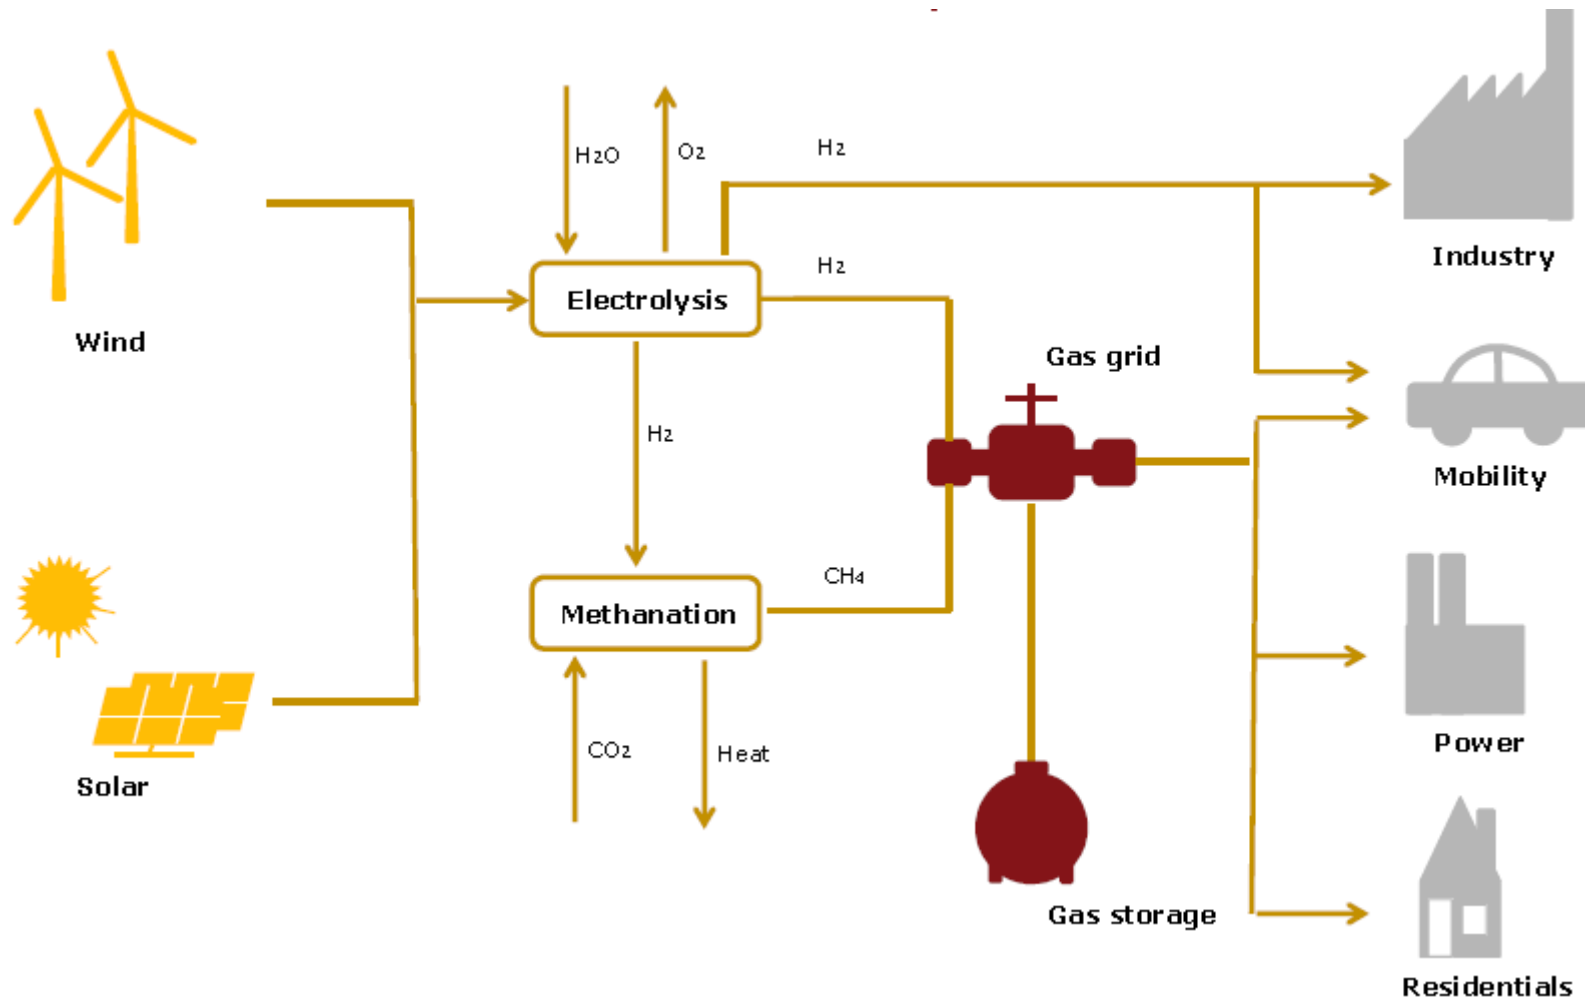 H2O
O2
H2
Industry
H2
Electrolysis
Wind
Gas grid
H2
Mobility
CH4
Methanation
Power
CO2
Heat
Solar
Gas storage
Residentials